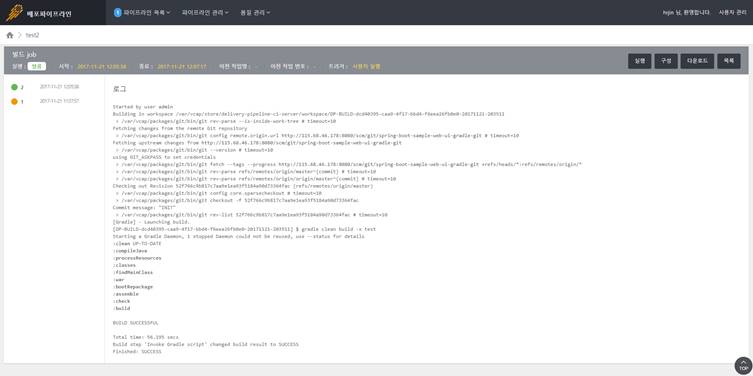 배포파이프라인
파이프라인 목록 파이프라인 관리 품질 관리
hsjin 님, 환영합니다. 사용자 관리
test2
빌드 job
실행 : 성공 시작 : 2017-11-21 12:05:38 종료 : 2017-11-21 12:07:17 이전 작업명 : - 이전 작업 번호 : - 트리거 : 사용자 실행
실행 구성 다운로드 목록
2 2017-11-21 12:05:38
1 2017-11-21 11:37:57
로그
Started by user admin
Building in workspace /var/vcap/store/delivery-pipeline-ci-server/workspace/DP-BUILD-dcd40395-caa9-4f17-bbd4-f6eea26fb0e0-20171121-203511
> /var/vcap/packages/git/bin/git rev-parse --is-inside-work-tree # timeout=10
Fetching changes from the remote Git repository
> /var/vcap/packages/git/bin/git config remote.origin.url http://115.68.46.178:8080/scm/git/spring-boot-sample-web-ui-gradle-git # timeout=10
Fetching upstream changes from http://115.68.46.178:8080/scm/git/spring-boot-sample-web-ui-gradle-git
> /var/vcap/packages/git/bin/git --version # timeout=10
using GIT_ASKPASS to set credentials
> /var/vcap/packages/git/bin/git fetch --tags --progress http://115.68.46.178:8080/scm/git/spring-boot-sample-web-ui-gradle-git +refs/heads/*:refs/remotes/origin/*
> /var/vcap/packages/git/bin/git rev-parse refs/remotes/origin/master^{commit} # timeout=10
> /var/vcap/packages/git/bin/git rev-parse refs/remotes/origin/origin/master^{commit} # timeout=10
Checking out Revision 52f766c9b817c7aa9e1ea93f5184a90d73364fac (refs/remotes/origin/master)
> /var/vcap/packages/git/bin/git config core.sparsecheckout # timeout=10
> /var/vcap/packages/git/bin/git checkout -f 52f766c9b817c7aa9e1ea93f5184a90d73364fac
Commit message: "INIT"
> /var/vcap/packages/git/bin/git rev-list 52f766c9b817c7aa9e1ea93f5184a90d73364fac # timeout=10
[Gradle] - Launching build.
[DP-BUILD-dcd40395-caa9-4f17-bbd4-f6eea26fb0e0-20171121-203511] $ gradle clean build -x test
Starting a Gradle Daemon, 1 stopped Daemon could not be reused, use --status for details
:clean UP-TO-DATE
:compileJava
:processResources
:classes
:findMainClass
:war
:bootRepackage
:assemble
:check
:build
BUILD SUCCESSFUL
Total time: 56.195 secs
Build step 'Invoke Gradle script' changed build result to SUCCESS
Finished: SUCCESS
TOP